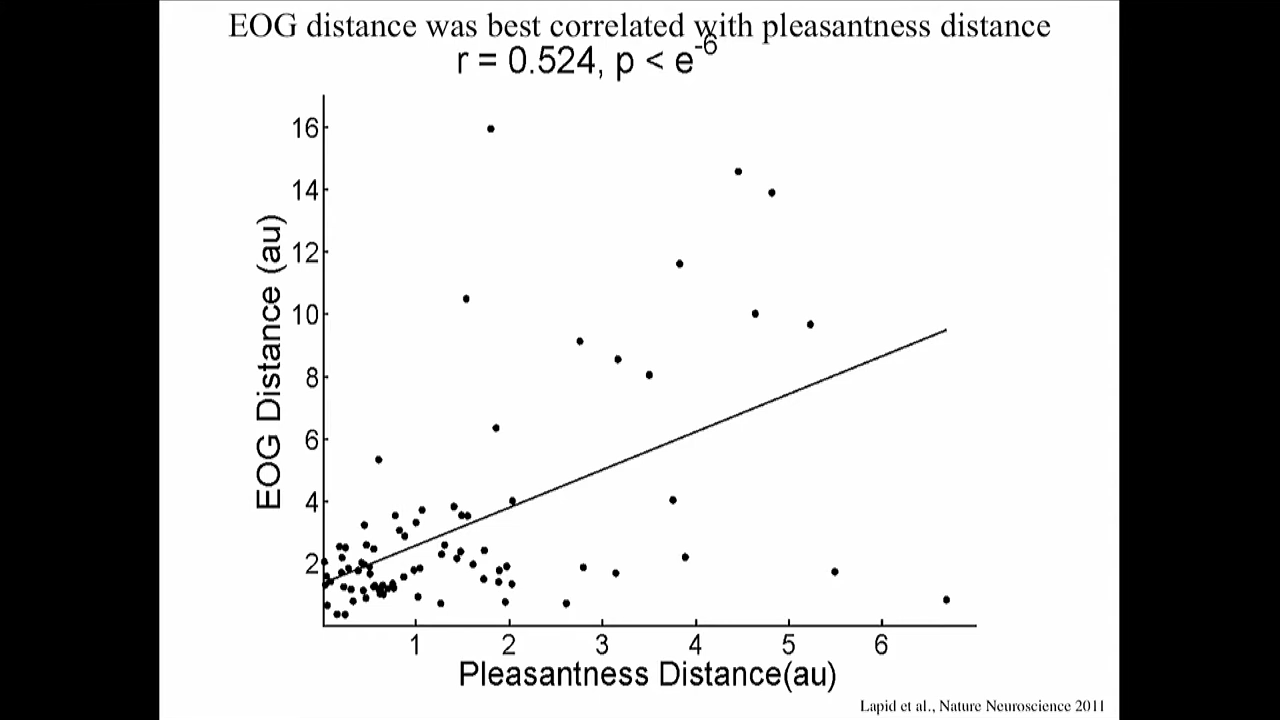 EOG distance was best correlated with pleasantness distance
r = 0.524, p < e^-6
16
14
12
10
8
6
4
2
EOG Distance (au)
1 2 3 4 5 6
Pleasantness Distance(au)
Lapid et al., Nature Neuroscience 2011